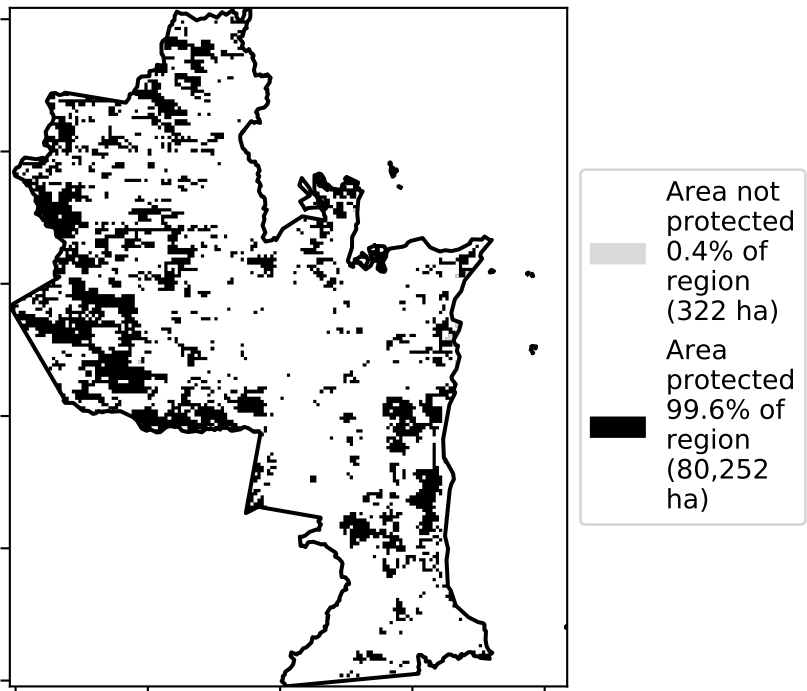 Area not
protected
0.4% of
region
(322 ha)
Area
protected
99.6% of
region
(80,252
ha)